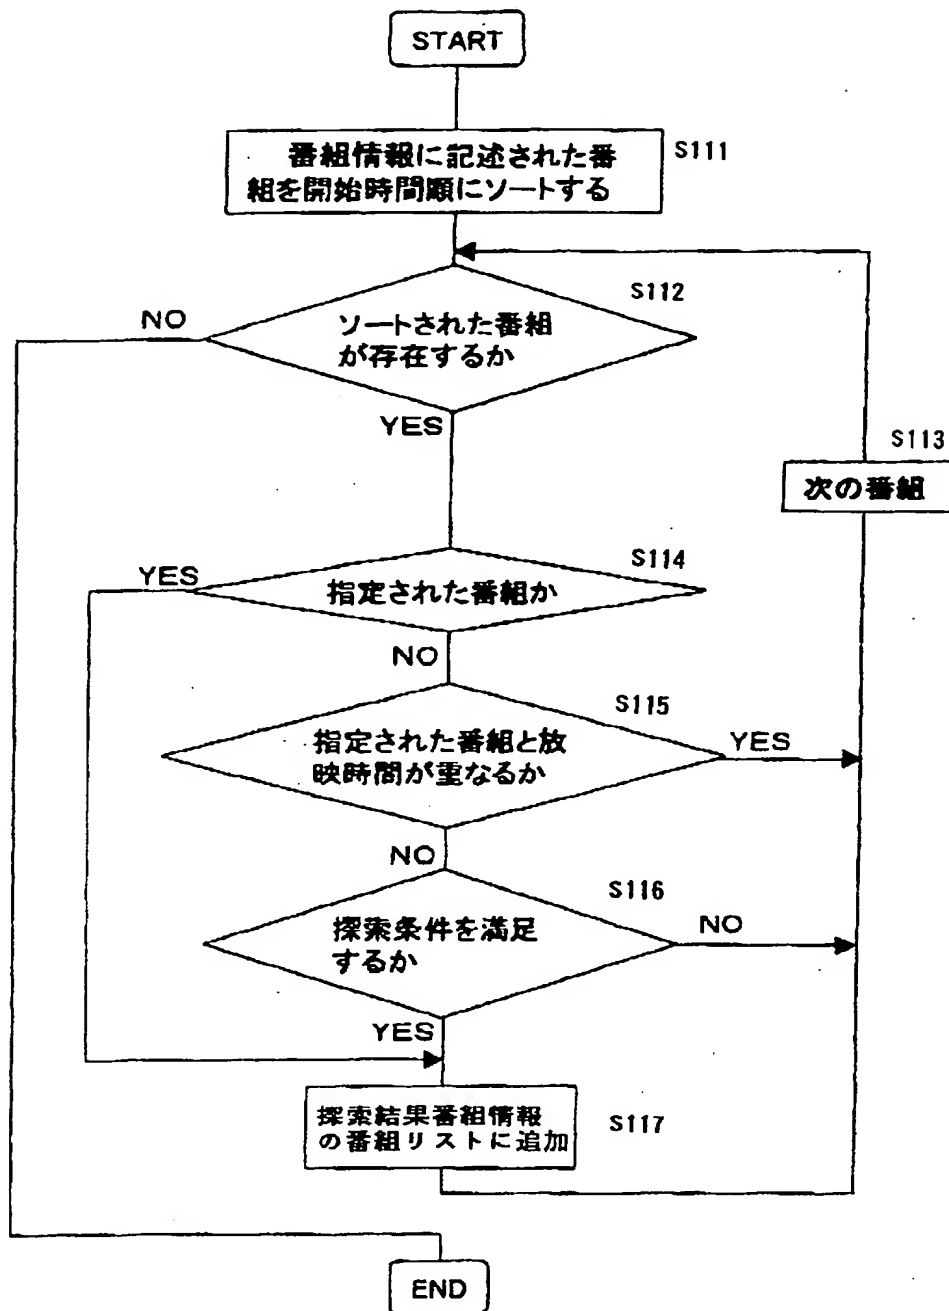 START
番組情報に記述された番
組を開始時間順にソートする
S111
S112
NO
ソートされた番組
が存在するか
YES
S113
次の番組
S114
YES
指定された番組か
NO
S115
指定された番組と放
映時間が重なるか
YES
NO
S116
探索条件を満足
するか
NO
YES
探索結果番組情報
の番組リストに追加
S117
END